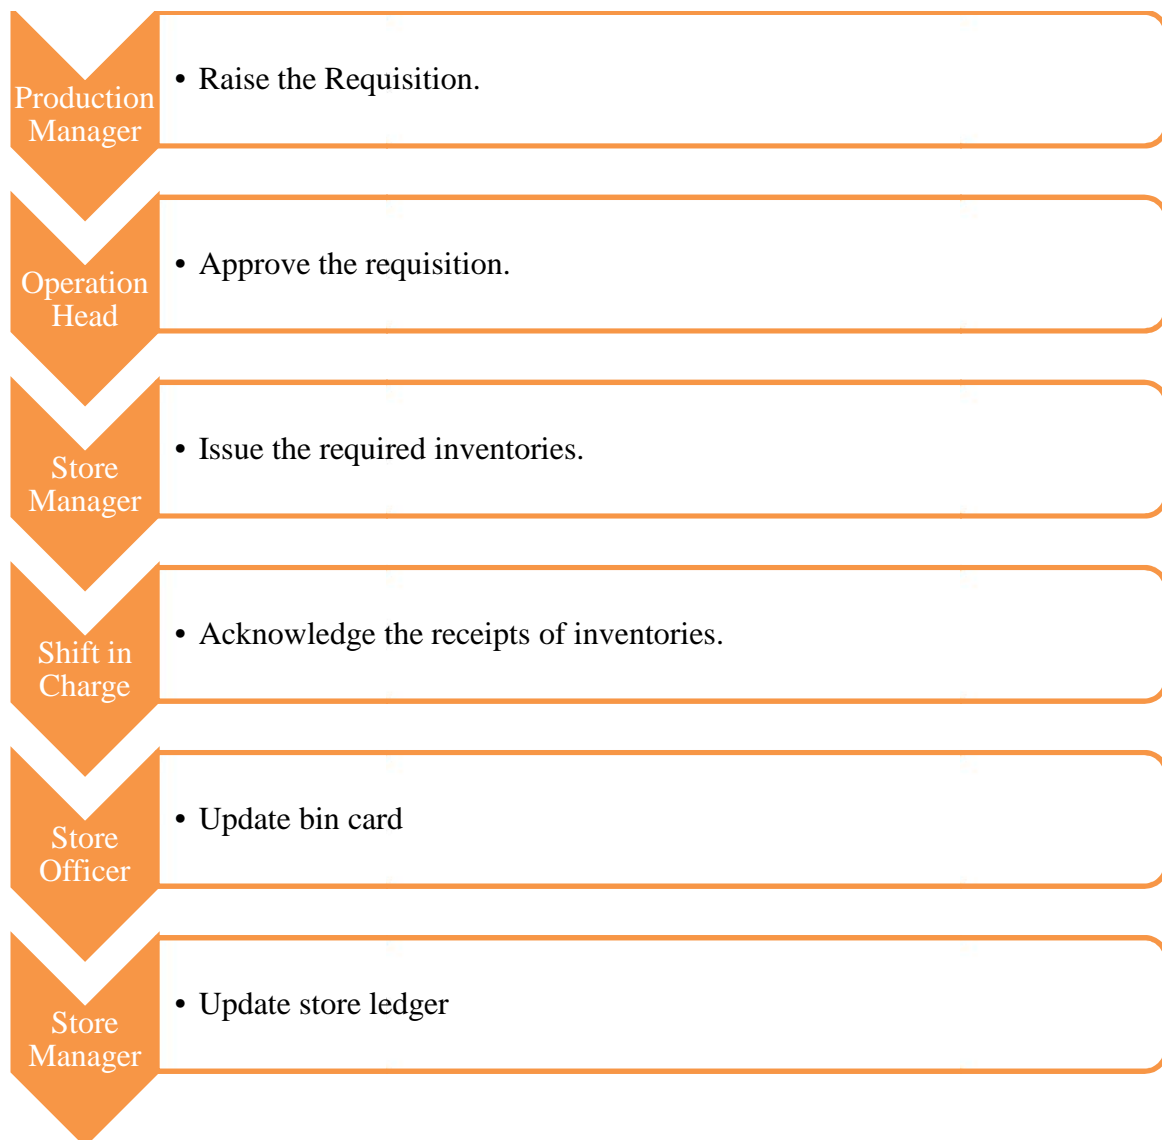 Production
Manager
• Raise the Requisition.
Operation
Head
• Approve the requisition.
Store
Manager
• Issue the required inventories.
Shift in
Charge
• Acknowledge the receipts of inventories.
Store
Officer
• Update bin card
Store
Manager
• Update store ledger